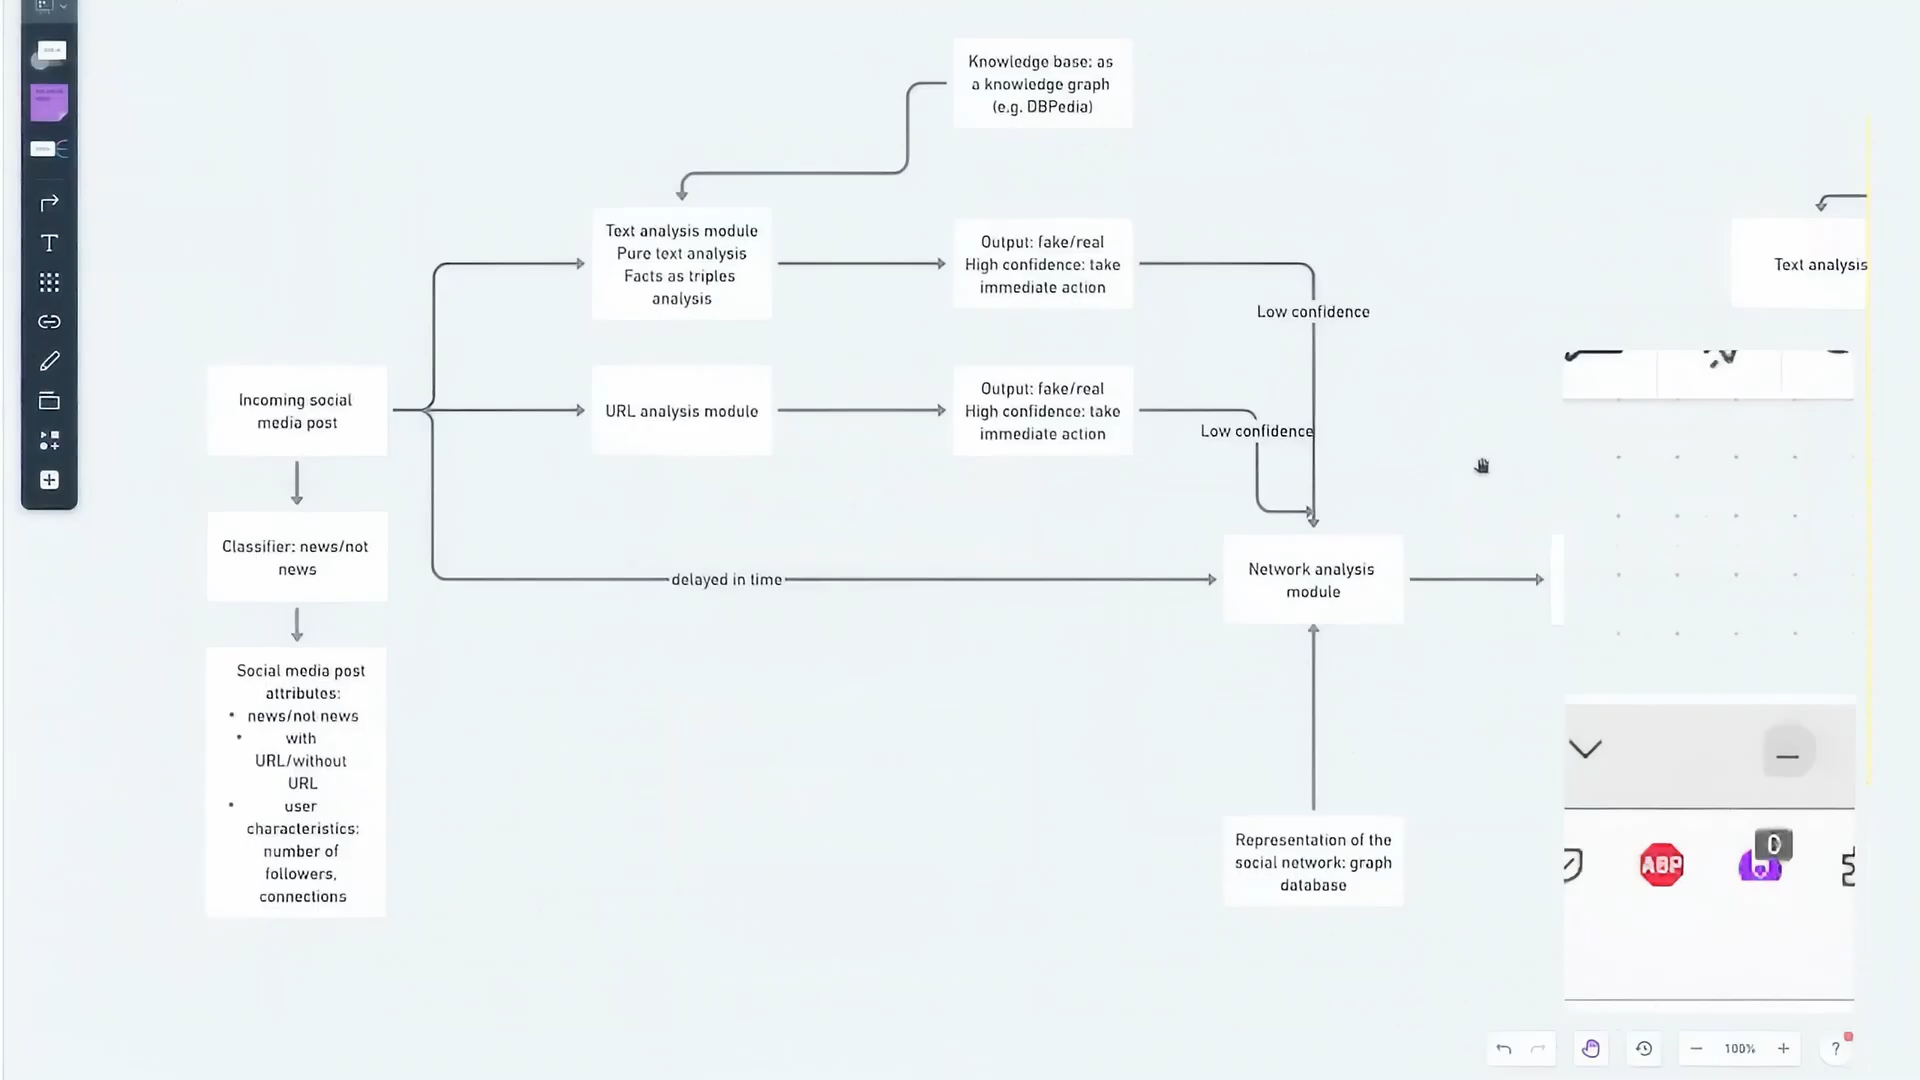 Knowledge base: as
a knowledge graph
(e.g. DBPedia)
Text analysis module
Pure text analysis
Facts as triples
analysis
Output: fake/real
High confidence: take
immediate action
Low confidence
Text analysis
Incoming social
media post
URL analysis module
Output: fake/real
High confidence: take
immediate action
Low confidence
Classifier: news/not
news
delayed in time
Network analysis
module
Social media post
attributes:
• news/not news
• with
URL/without
URL
• user
characteristics:
number of
followers,
connections
Representation of the
social network: graph
database
ABP
0
100%
?